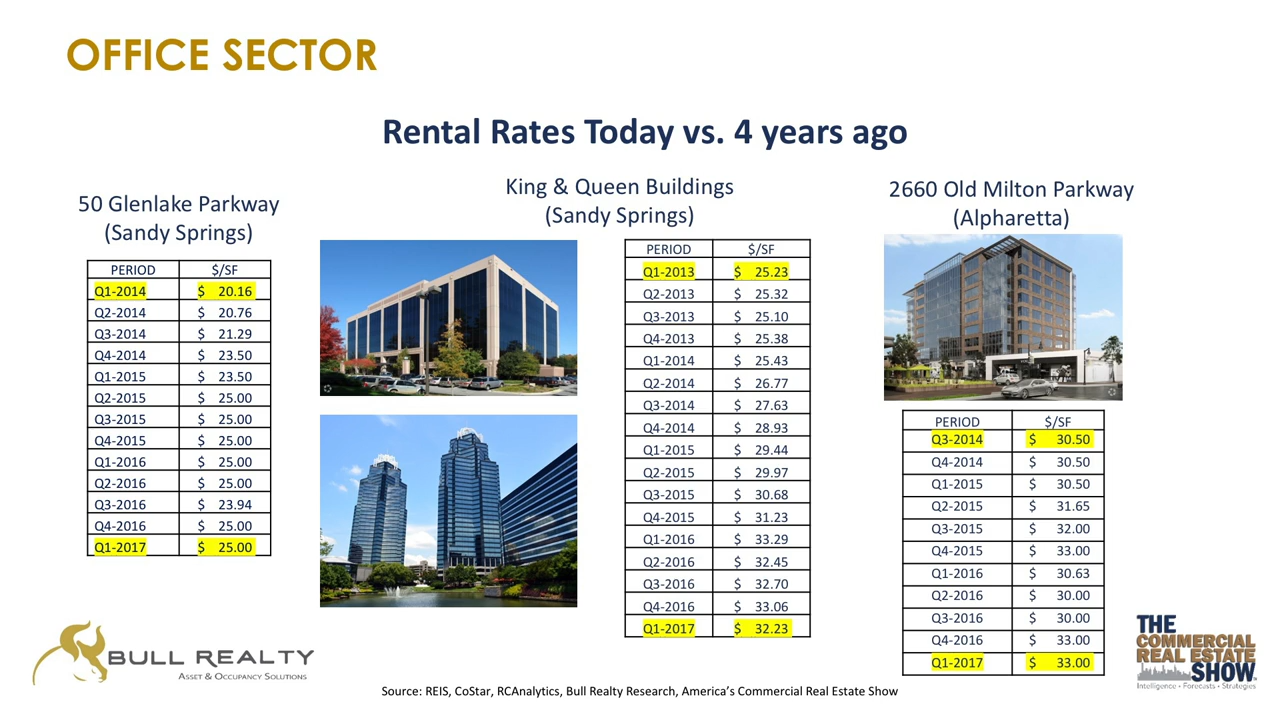 OFFICE SECTOR
Rental Rates Today vs. 4 years ago
50 Glenlake Parkway
(Sandy Springs)
PERIOD $/SF
Q1-2014 $ 20.16
Q2-2014 $ 20.76
Q3-2014 $ 21.29
Q4-2014 $ 23.50
Q1-2015 $ 23.50
Q2-2015 $ 25.00
Q3-2015 $ 25.00
Q4-2015 $ 25.00
Q1-2016 $ 25.00
Q2-2016 $ 25.00
Q3-2016 $ 23.94
Q4-2016 $ 25.00
Q1-2017 $ 25.00
King & Queen Buildings
(Sandy Springs)
PERIOD $/SF
Q1-2013 $ 25.23
Q2-2013 $ 25.32
Q3-2013 $ 25.10
Q4-2013 $ 25.38
Q1-2014 $ 25.43
Q2-2014 $ 26.77
Q3-2014 $ 27.63
Q4-2014 $ 28.93
Q1-2015 $ 29.44
Q2-2015 $ 29.97
Q3-2015 $ 30.68
Q4-2015 $ 31.23
Q1-2016 $ 33.29
Q2-2016 $ 32.45
Q3-2016 $ 32.70
Q4-2016 $ 33.06
Q1-2017 $ 32.23
2660 Old Milton Parkway
(Alpharetta)
PERIOD $/SF
Q3-2014 $ 30.50
Q4-2014 $ 30.50
Q1-2015 $ 30.50
Q2-2015 $ 31.65
Q3-2015 $ 32.00
Q4-2015 $ 33.00
Q1-2016 $ 30.63
Q2-2016 $ 30.00
Q3-2016 $ 30.00
Q4-2016 $ 33.00
Q1-2017 $ 33.00
BULL REALTY
ASSET & OCCUPANCY SOLUTIONS
Source: REIS, CoStar, RCAnalytics, Bull Realty Research, America’s Commercial Real Estate Show
THE
COMMERCIAL
REAL ESTATE
SHOW
Intelligence • Forecasts • Strategies